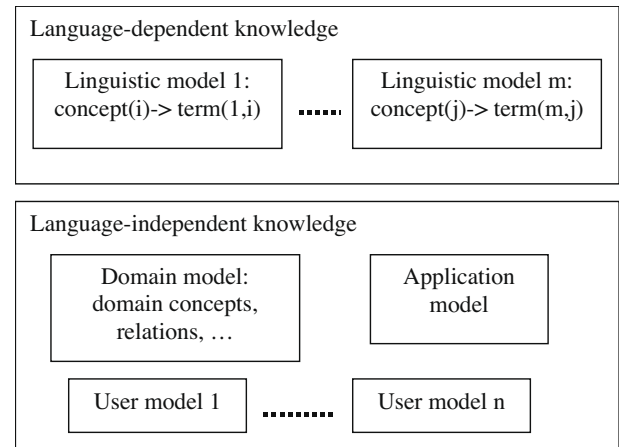 Language-dependent knowledge
Linguistic model 1:
concept(i)-> term(1,i)
Linguistic model m:
concept(j)-> term(m,j)
Language-independent knowledge
Domain model:
domain concepts,
relations, …
Application
model
User model 1
User model n